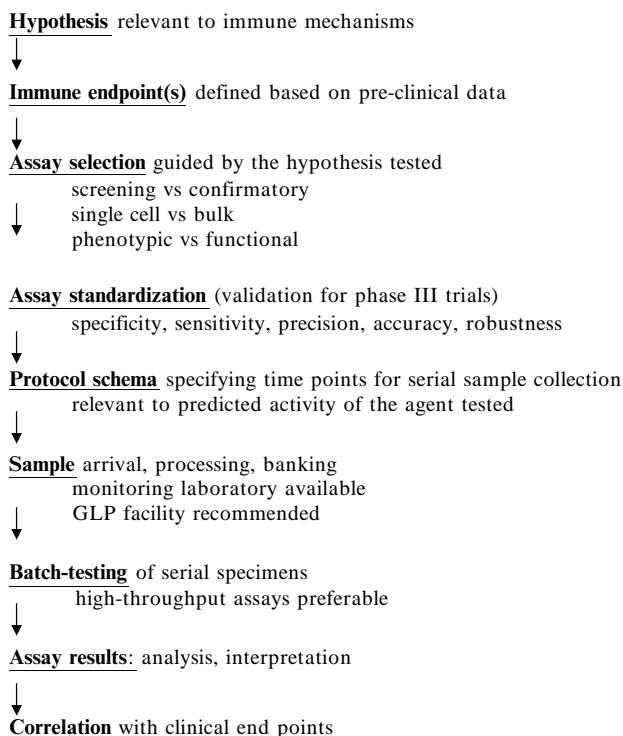 Hypothesis relevant to immune mechanisms
Immune endpoint(s) defined based on pre-clinical data
Assay selection guided by the hypothesis tested
screening vs confirmatory
single cell vs bulk
phenotypic vs functional
Assay standardization (validation for phase III trials)
specificity, sensitivity, precision, accuracy, robustness
Protocol schema specifying time points for serial sample collection
relevant to predicted activity of the agent tested
Sample arrival, processing, banking
monitoring laboratory available
GLP facility recommended
Batch-testing of serial specimens
high-throughput assays preferable
Assay results: analysis, interpretation
Correlation with clinical end points